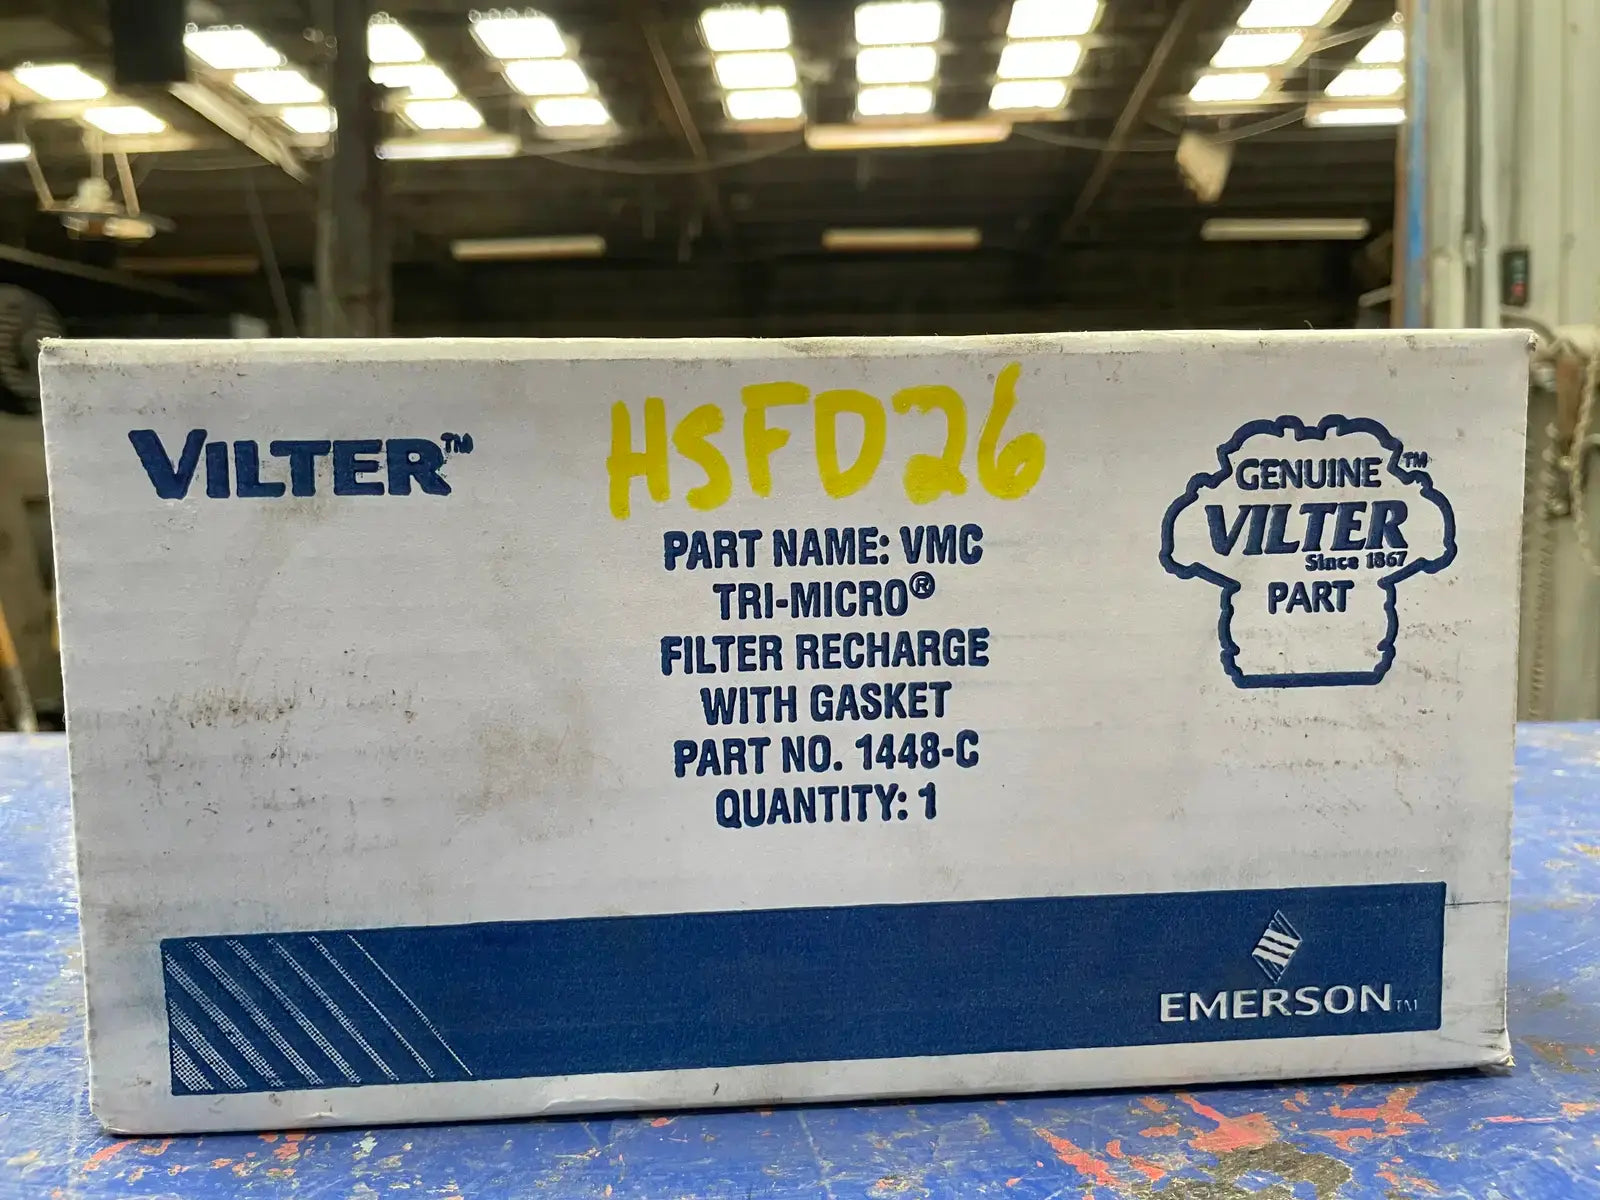 VILTER™
HSFD26
PART NAME: VMC
TRI-MICRO®
FILTER RECHARGE
WITH GASKET
PART NO. 1448-C
QUANTITY: 1
GENUINE™
VILTER
Since 1867
PART
EMERSON™